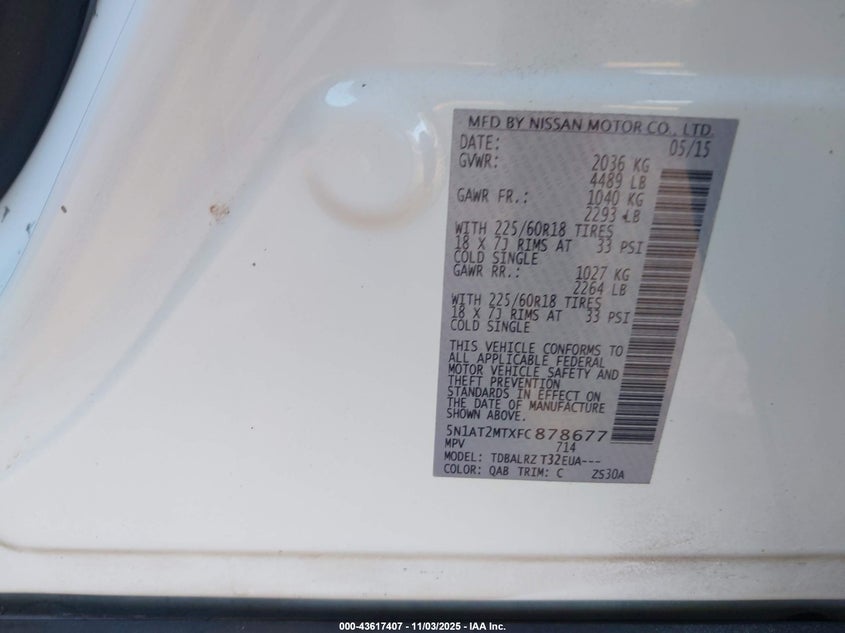 MFD BY NISSAN MOTOR CO., LTD.
DATE: 05/15
GVWR: 2036 KG
4489 LB
GAWR FR.: 1040 KG
2293 LB
WITH 225/60R18 TIRES
18 X 7J RIMS AT 33 PSI
COLD SINGLE
GAWR RR.: 1027 KG
2264 LB
WITH 225/60R18 TIRES
18 X 7J RIMS AT 33 PSI
COLD SINGLE
THIS VEHICLE CONFORMS TO
ALL APPLICABLE FEDERAL
MOTOR VEHICLE SAFETY AND
THEFT PREVENTION
STANDARDS IN EFFECT ON
THE DATE OF MANUFACTURE
SHOWN ABOVE.
5N1AT2MTXFC878677
MPV 714
MODEL: TDBALRZ T32EUA---
COLOR: QAB TRIM: C ZS30A
000-43617407 - 11/03/2025 - IAA Inc.